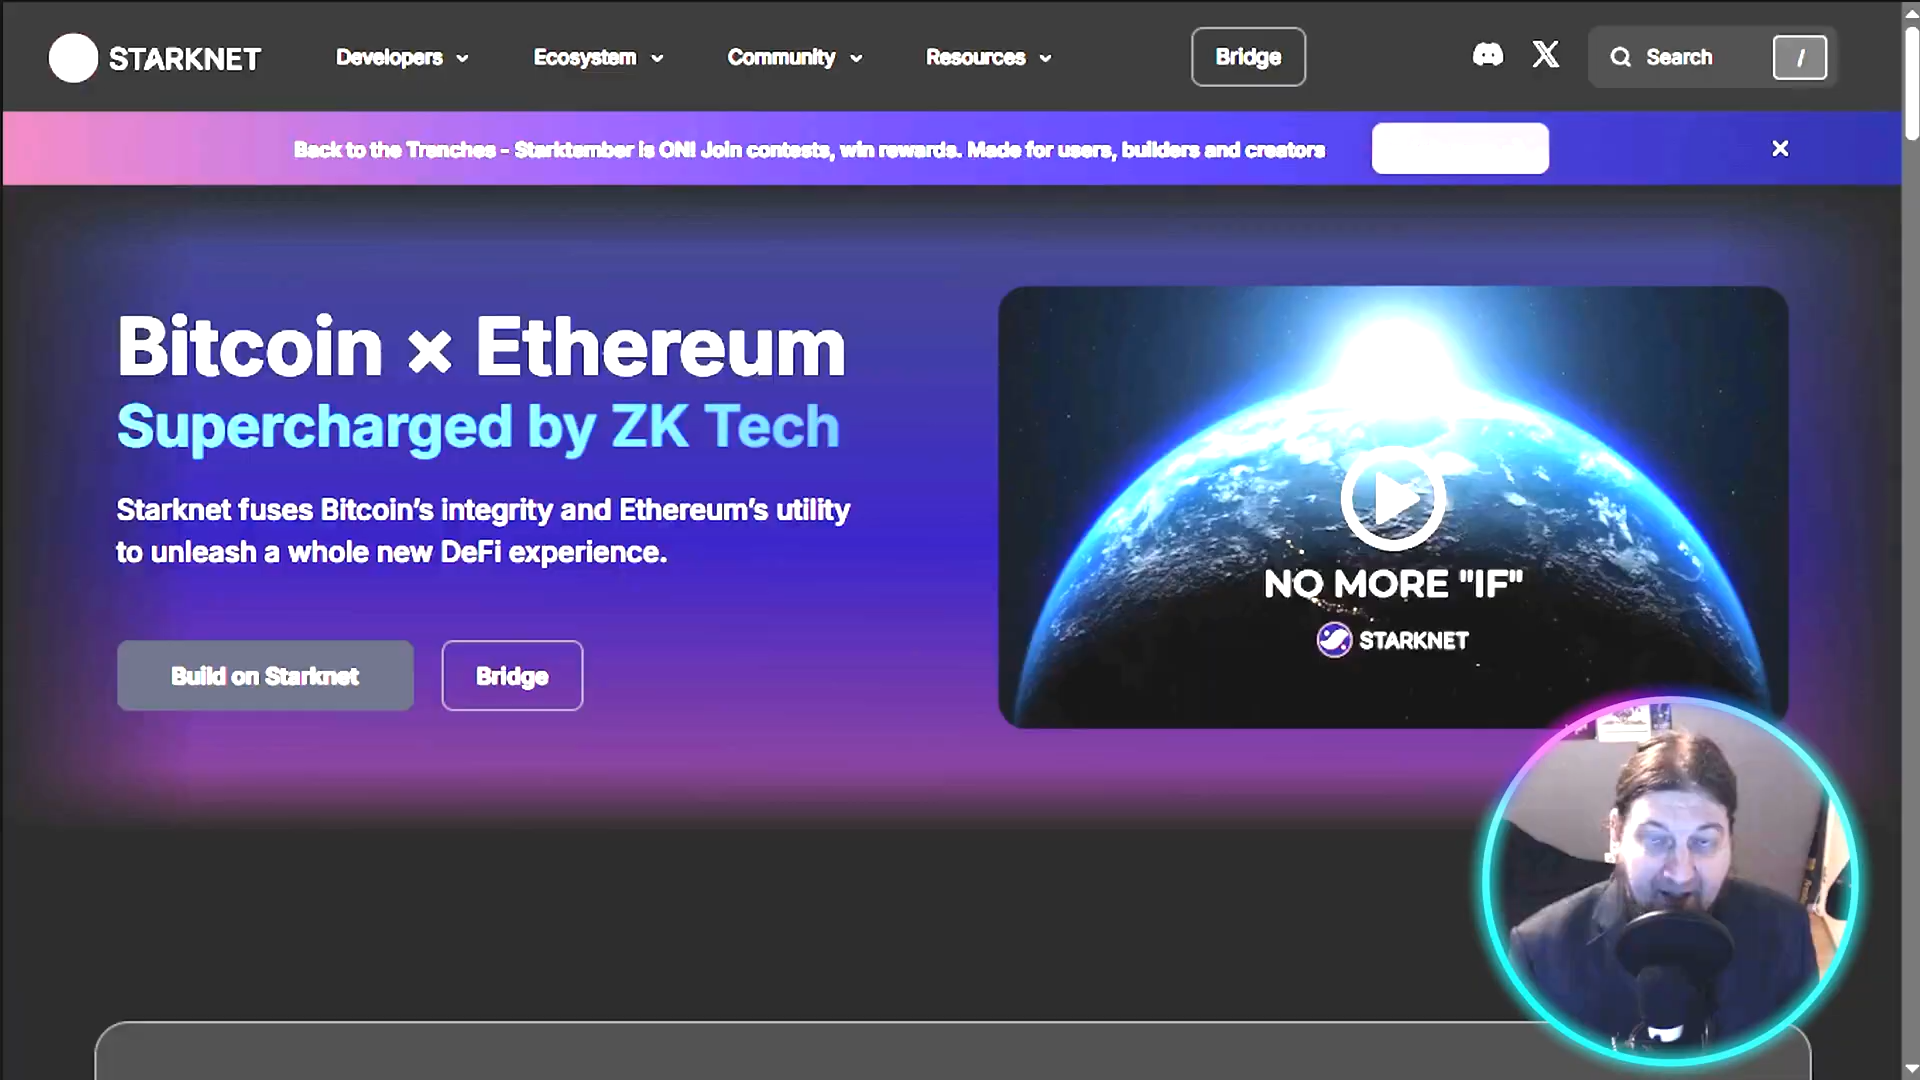 STARKNET
Developers
Ecosystem
Community
Resources
Bridge
Search
/
Back to the Trenches - Starktember is ON! Join contests, win rewards. Made for users, builders and creators
Bitcoin × Ethereum
Supercharged by ZK Tech
Starknet fuses Bitcoin's integrity and Ethereum's utility
to unleash a whole new DeFi experience.
Build on Starknet
Bridge
NO MORE "IF"
STARKNET